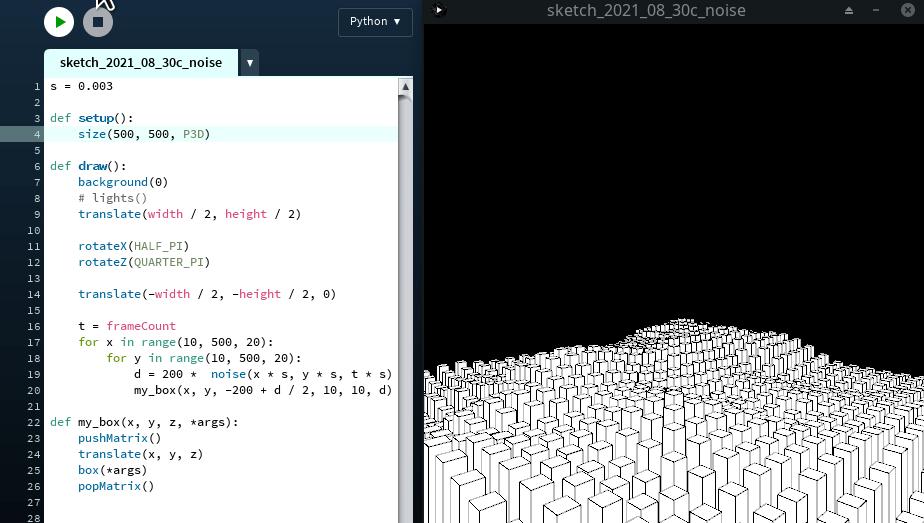 Python ▼
sketch_2021_08_30c_noise
sketch_2021_08_30c_noise ▼
1 s = 0.003
2
3 def setup():
4     size(500, 500, P3D)
5
6 def draw():
7     background(0)
8     # lights()
9     translate(width / 2, height / 2)
10
11     rotateX(HALF_PI)
12     rotateZ(QUARTER_PI)
13
14     translate(-width / 2, -height / 2, 0)
15
16     t = frameCount
17     for x in range(10, 500, 20):
18         for y in range(10, 500, 20):
19             d = 200 *  noise(x * s, y * s, t * s)
20             my_box(x, y, -200 + d / 2, 10, 10, d)
21
22 def my_box(x, y, z, *args):
23     pushMatrix()
24     translate(x, y, z)
25     box(*args)
26     popMatrix()
27
28